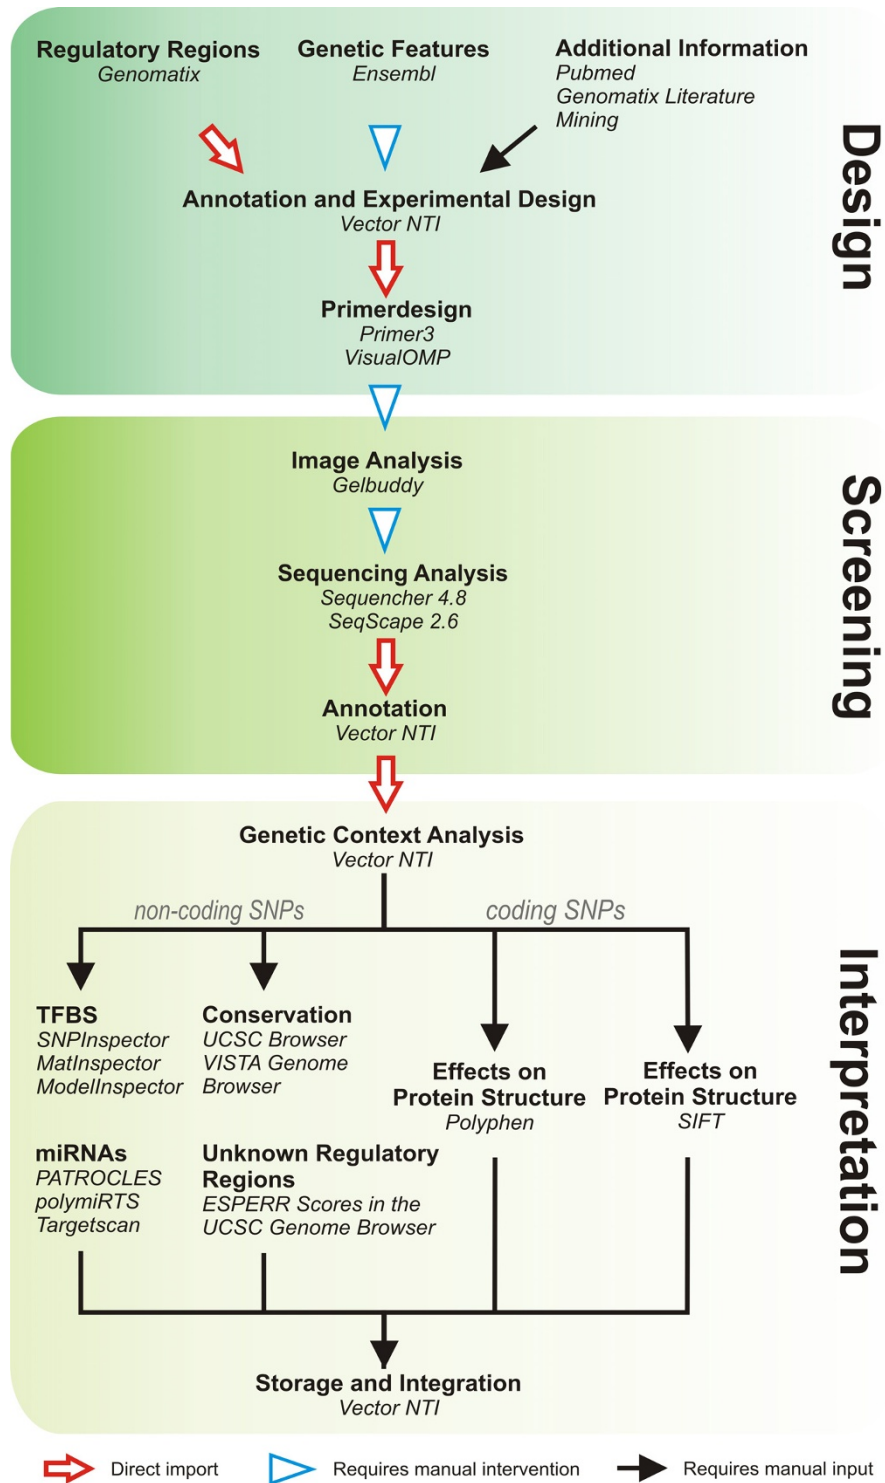 Regulatory Regions
Genomatix
Genetic Features
Ensembl
Additional Information
Pubmed
Genomatix Literature
Mining
Annotation and Experimental Design
Vector NTI
Primerdesign
Primer3
VisualOMP
Design
Image Analysis
Gelbuddy
Sequencing Analysis
Sequencher 4.8
SeqScape 2.6
Annotation
Vector NTI
Screening
Genetic Context Analysis
Vector NTI
non-coding SNPs
coding SNPs
TFBS
SNPInspector
MatInspector
ModelInspector
Conservation
UCSC Browser
VISTA Genome
Browser
Effects on
Protein Structure
Polyphen
Effects on
Protein Structure
SIFT
miRNAs
PATROCLES
polymiRTS
Targetscan
Unknown Regulatory
Regions
ESPERR Scores in the
UCSC Genome Browser
Interpretation
Storage and Integration
Vector NTI
Direct import
Requires manual intervention
Requires manual input